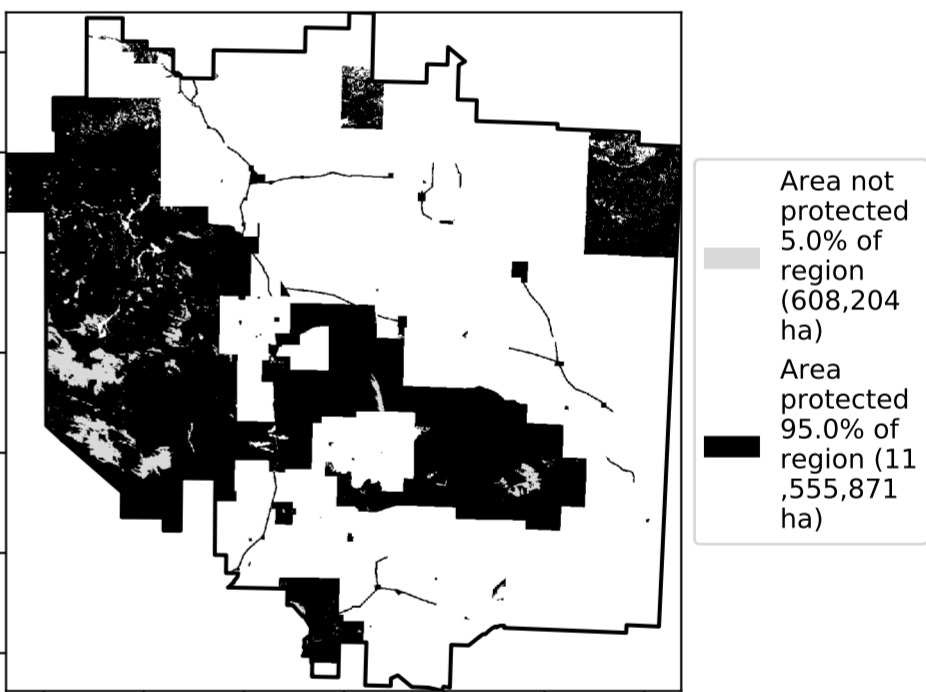 Area not
protected
5.0% of
region
(608,204
ha)
Area
protected
95.0% of
region (11
,555,871
ha)